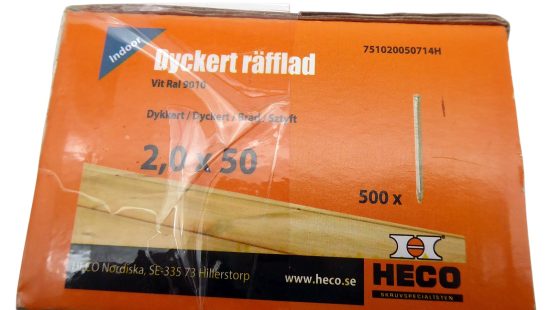 Indoor
Dyckert räfflad
751020050714H
Vit Ral 9010
Dykkert / Dyckert / Brad / Sztyft
2,0 x 50
500 x
HECO Nordiska, SE-335 73 Hillerstorp
www.heco.se
HECO
SKRUVSPECIALISTEN